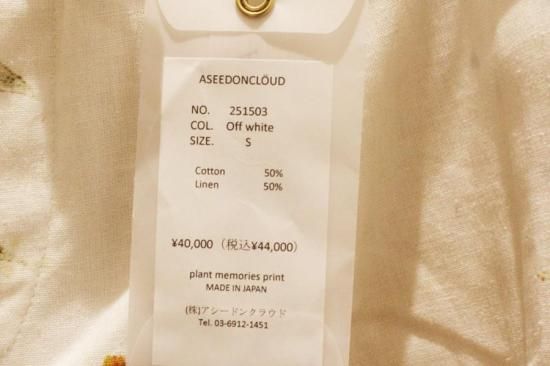 ASEEDONCLÖUD
NO. 251503
COL. Off white
SIZE. S
Cotton 50%
Linen 50%
¥40,000（税込¥44,000）
plant memories print
MADE IN JAPAN
(株)アシードンクラウド
Tel. 03-6912-1451